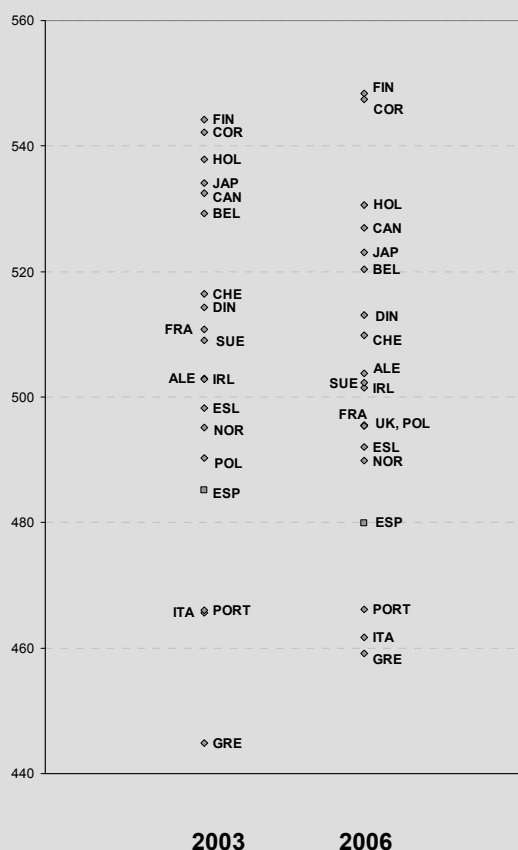 560
FIN
FIN
COR
COR
540
HOL
JAP
CAN
HOL
BEL
CAN
JAP
520
BEL
CHE
DIN
DIN
FRA
SUE
CHE
ALE
ALE IRL
SUE
IRL
500
ESL
FRA
NOR
UK, POL
ESL
POL
NOR
ESP
480
ESP
ITA PORT
PORT
ITA
460
GRE
GRE
440
2003 2006